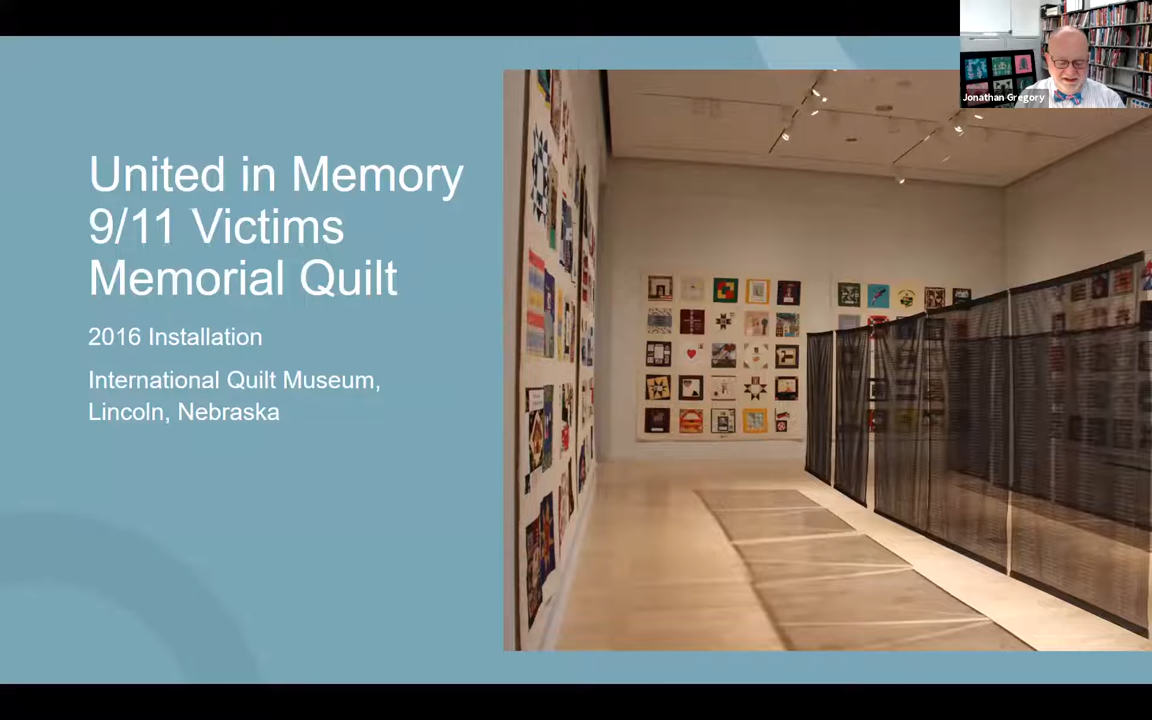 United in Memory
9/11 Victims
Memorial Quilt
2016 Installation
International Quilt Museum,
Lincoln, Nebraska
Jonathan Gregory